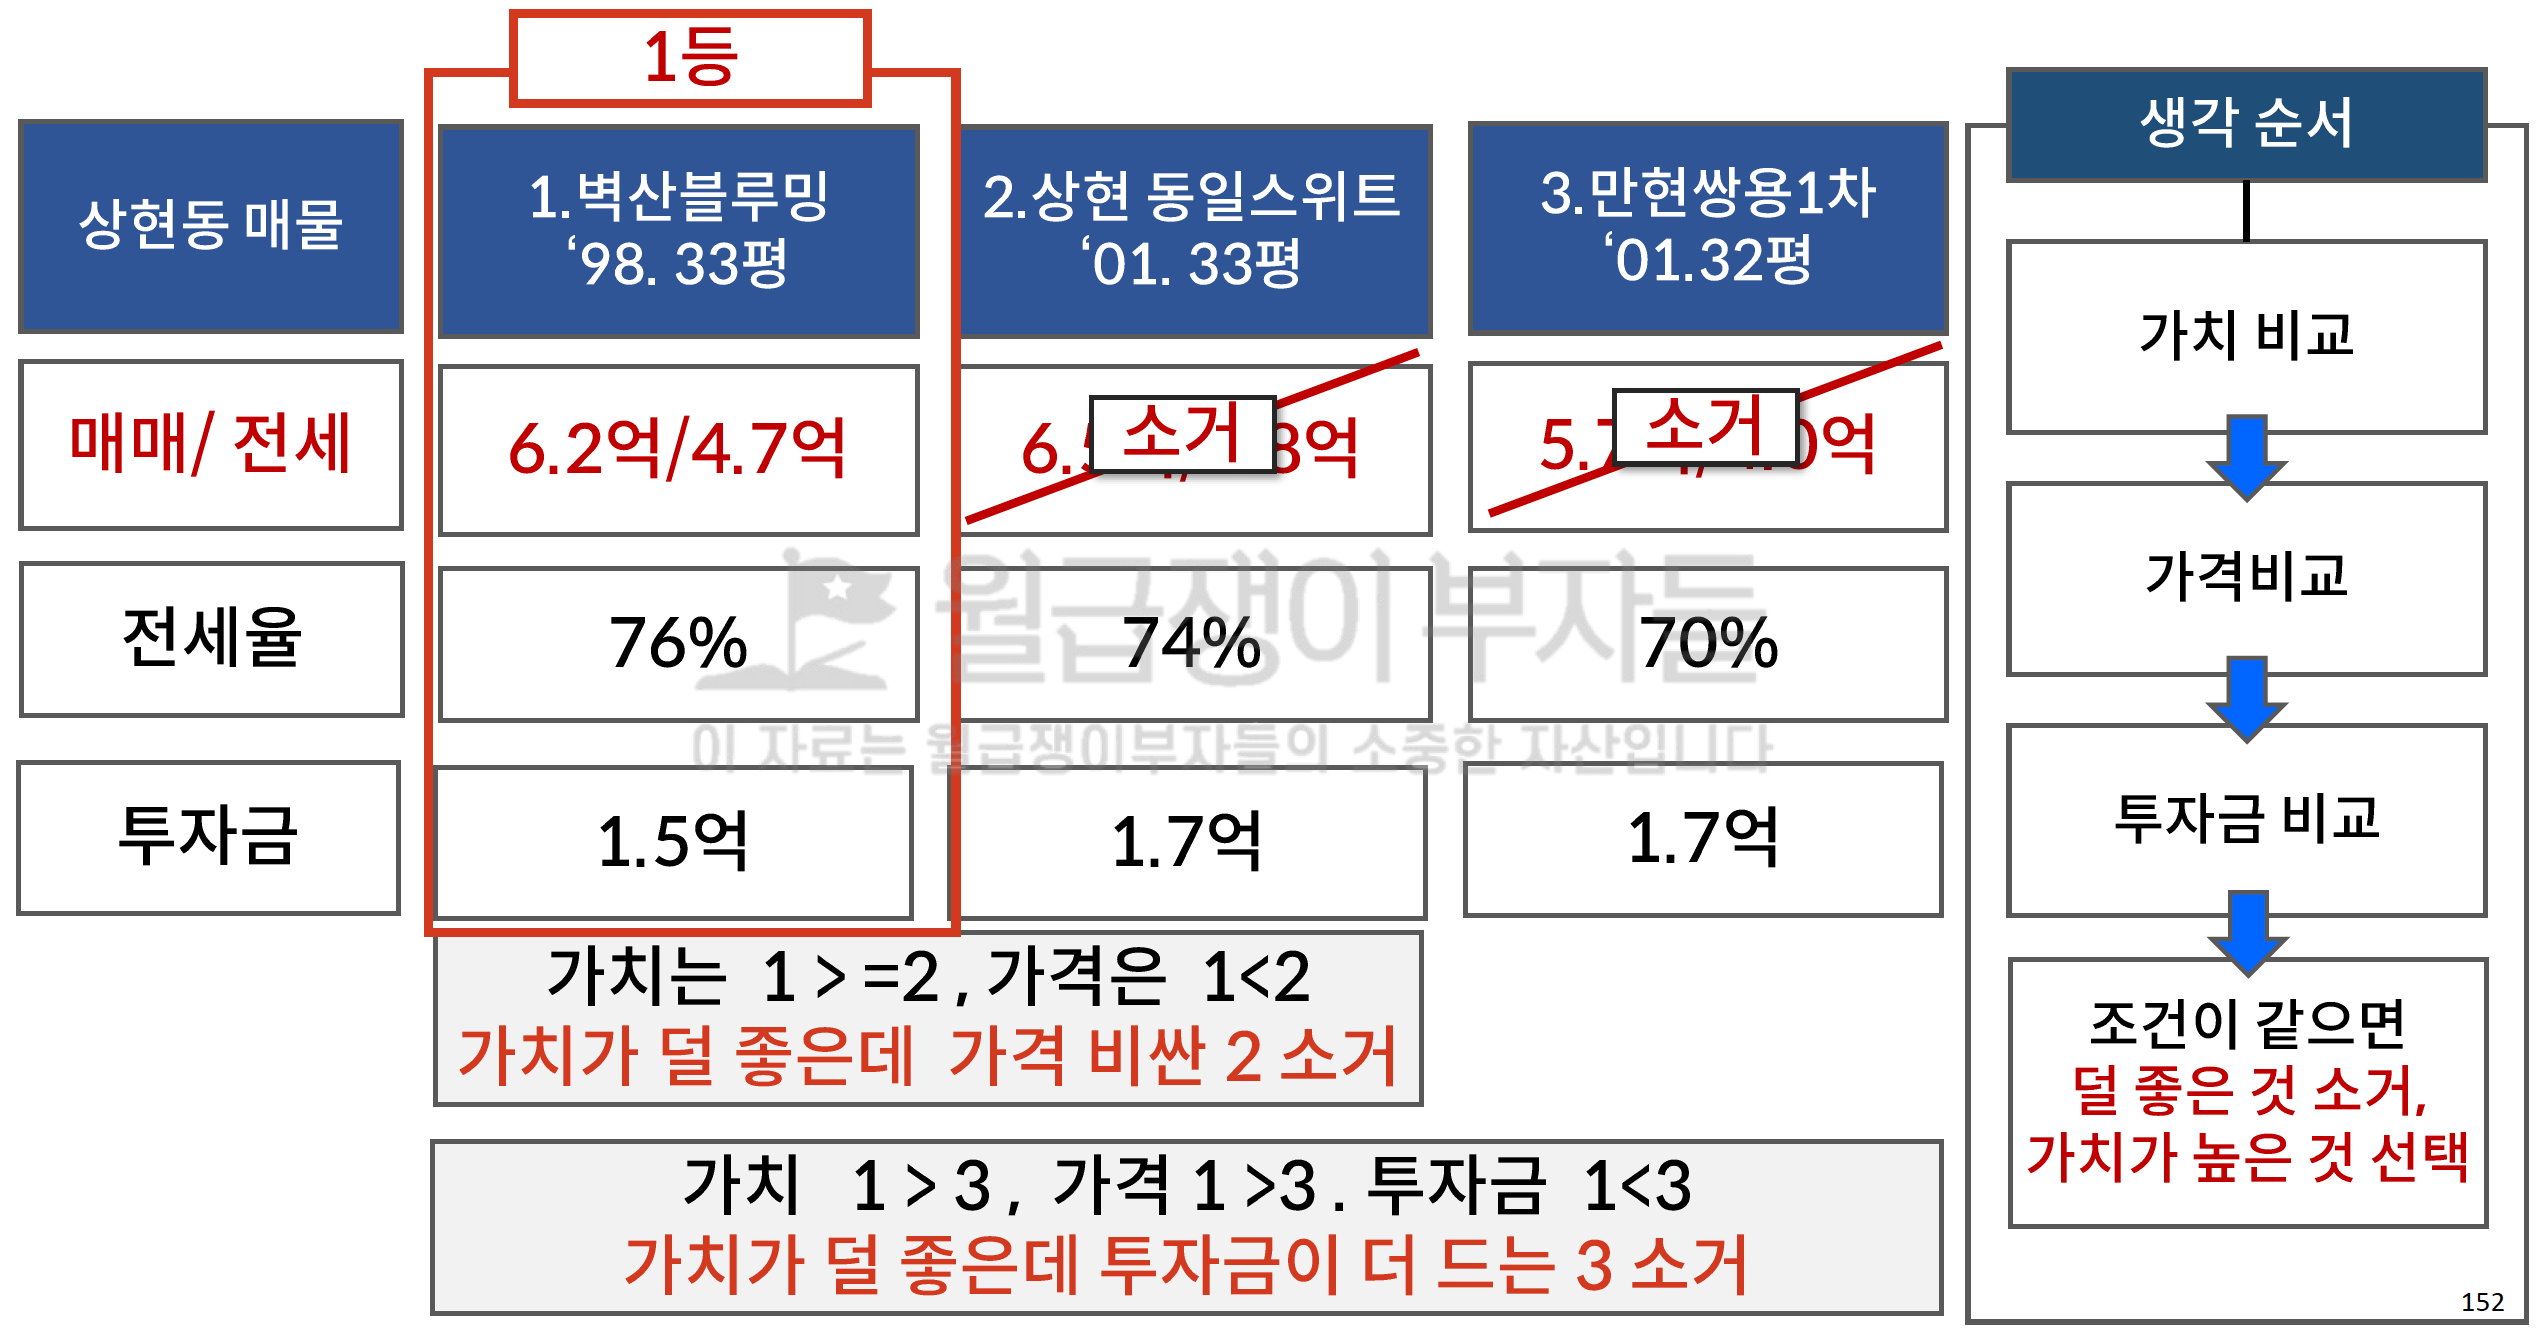 1등
상현동 매물
1.벽산블루밍
‘98. 33평
2.상현 동일스위트
‘01. 33평
3.만현쌍용1차
‘01.32평
매매/ 전세
6.2억/4.7억
소거
소거
전세율
76%
74%
70%
투자금
1.5억
1.7억
1.7억
가치는 1 > =2 , 가격은 1<2
가치가 덜 좋은데 가격 비싼 2 소거
가치 1 > 3 , 가격 1 >3 . 투자금 1<3
가치가 덜 좋은데 투자금이 더 드는 3 소거
생각 순서
가치 비교
가격비교
투자금 비교
조건이 같으면
덜 좋은 것 소거,
가치가 높은 것 선택
월급쟁이 부자들
이 자료는 월급쟁이부자들의 소중한 자산입니다
152